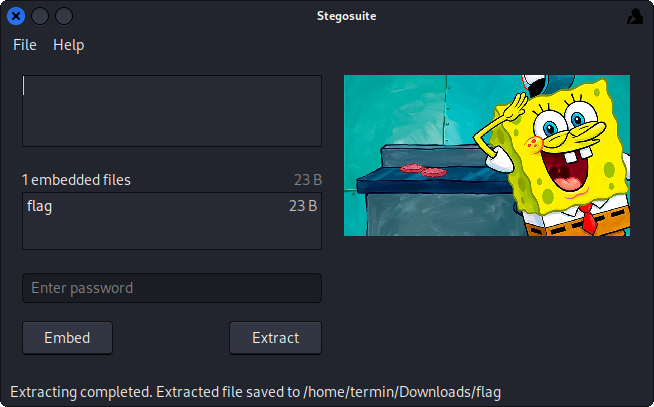 Stegosuite
File Help
1 embedded files 23 B
flag 23 B
Enter password
Embed Extract
Extracting completed. Extracted file saved to /home/termin/Downloads/flag